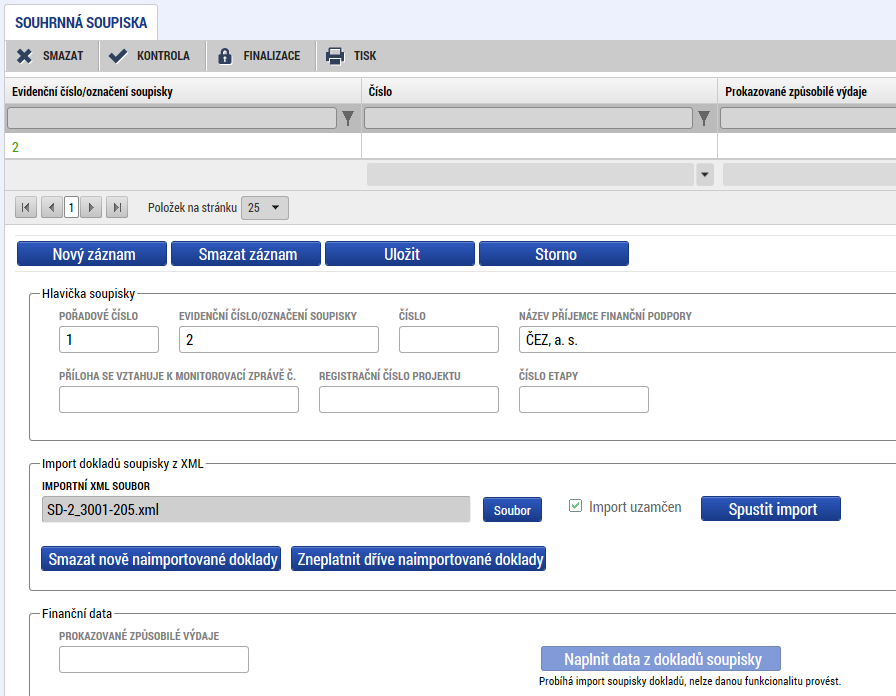 SOUHRNNÁ SOUPISKA
SMAZAT KONTROLA FINALIZACE TISK
Evidenční číslo/označení soupisky Číslo Prokazované způsobilé výdaje
2
1 Položek na stránku 25
Nový záznam Smazat záznam Uložit Storno
Hlavička soupisky
POŘADOVÉ ČÍSLO EVIDENČNÍ ČÍSLO/OZNAČENÍ SOUPISKY ČÍSLO NÁZEV PŘÍJEMCE FINANČNÍ PODPORY
1 2 ČEZ, a. s.
PŘÍLOHA SE VZTAHUJE K MONITOROVACÍ ZPRÁVĚ Č. REGISTRAČNÍ ČÍSLO PROJEKTU ČÍSLO ETAPY
Import dokladů soupisky z XML
IMPORTNÍ XML SOUBOR
SD-2_3001-205.xml Soubor Import uzamčen Spustit import
Smazat nově naimportované doklady Zneplatnit dříve naimportované doklady
Finanční data
PROKAZOVANÉ ZPŮSOBILÉ VÝDAJE
Naplnit data z dokladů soupisky
Probíhá import soupisky dokladů, nelze danou funkcionalitu provést.